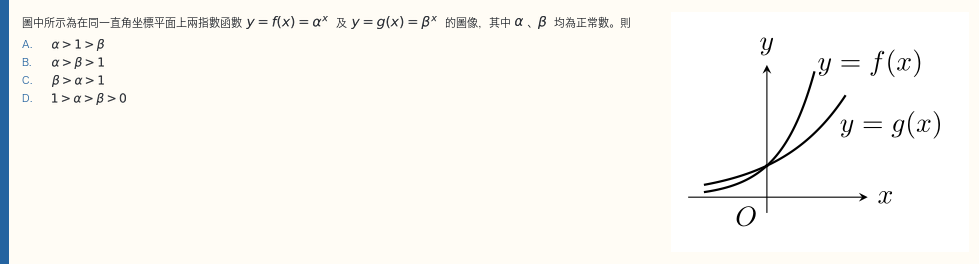 圖中所示為在同一直角坐標平面上兩指數函數 y = f(x) = α^x 及 y = g(x) = β^x 的圖像，其中 α 、β 均為正常數。則
A. α > 1 > β
B. α > β > 1
C. β > α > 1
D. 1 > α > β > 0
y
y = f(x)
y = g(x)
x
O